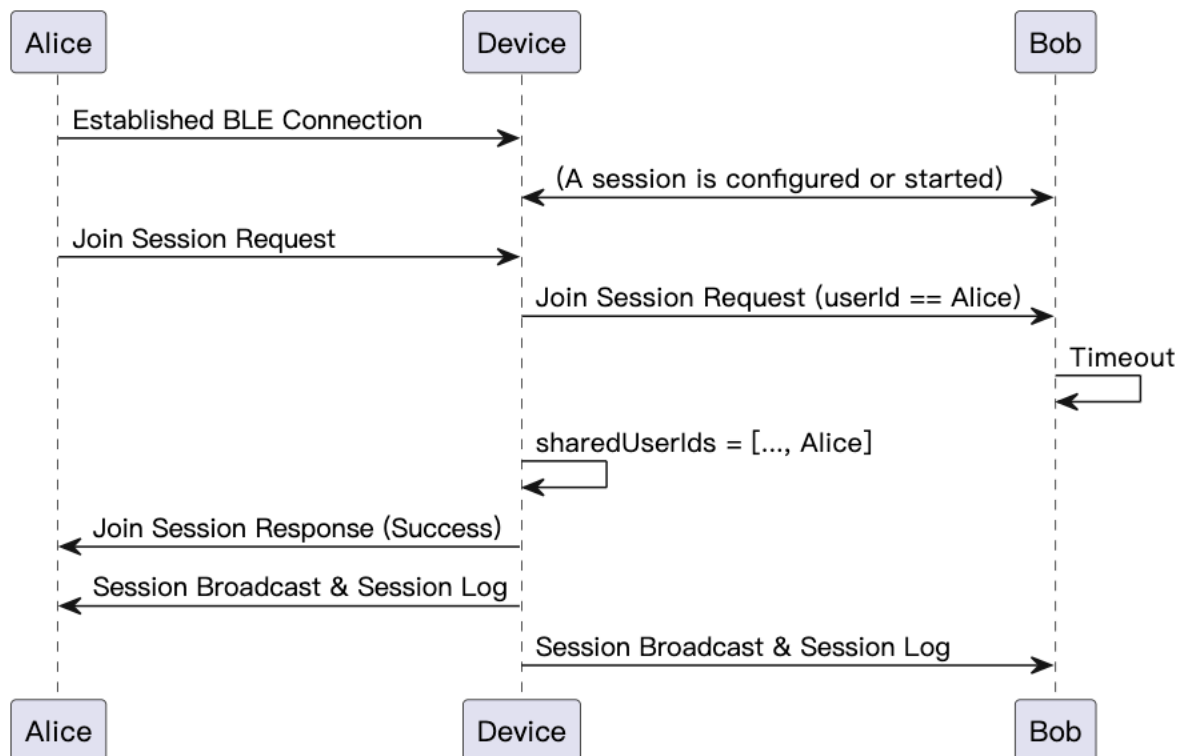 Alice
Device
Bob
Established BLE Connection
(A session is configured or started)
Join Session Request
Join Session Request (userId == Alice)
Timeout
sharedUserIds = [..., Alice]
Join Session Response (Success)
Session Broadcast & Session Log
Session Broadcast & Session Log
Alice
Device
Bob